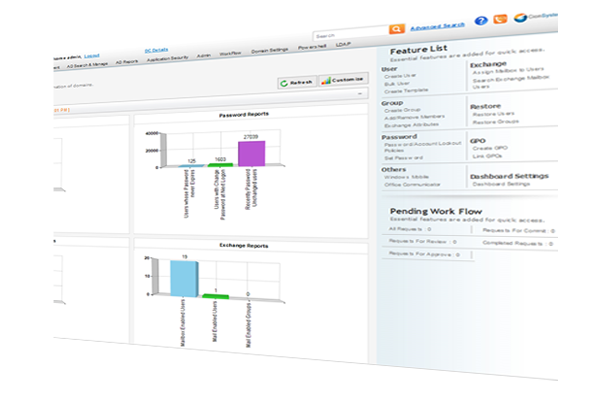 Search
Advanced Search
admin, Logout
DC Details
AD Search & Manage
AD Reports
Application Security
Admin
WorkFlow
Domain Settings
Powershell
LDAP
Refresh
Customize
Password Reports
40000
20000
0
125
1603
27039
Users whose Password
never Expires
Users with Change
Password at Next Logon
Recently Password
Unchanged users
Exchange Reports
20
10
0
19
1
0
Mailbox Enabled Users
Mail Enabled Users
Mail Enabled Groups
Feature List
Essential features are added for quick access.
User
Create User
Bulk User
Create Template
Exchange
Assign Mailbox to Users
Search Exchange Mailbox
Users
Group
Create Group
Add/Remove Members
Exchange Attributes
Restore
Restore Users
Restore Groups
Password
Password/Account Lockout
Policies
Set Password
GPO
Create GPO
Link GPOs
Others
Windows Mobile
Office Communicator
Dashboard Settings
Dashboard Settings
Pending Work Flow
Essential features are added for quick access.
All Requests : 0
Requests For Commit : 0
Requests For Review : 0
Completed Requests : 0
Requests For Approval : 0